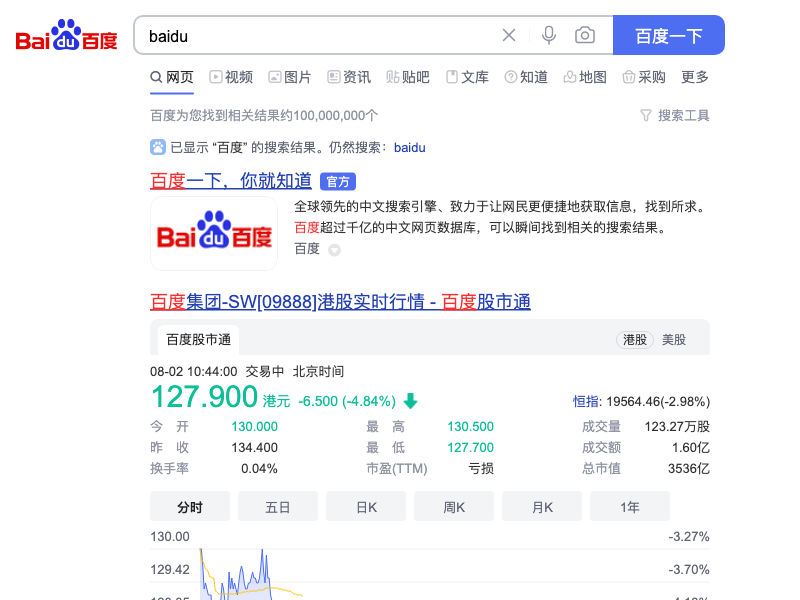 Bai du 百度 baidu 百度一下
网页 视频 图片 资讯 贴吧 文库 知道 地图 采购 更多
百度为您找到相关结果约100,000,000个 搜索工具
已显示 “百度” 的搜索结果。仍然搜索：baidu
百度一下，你就知道 官方
全球领先的中文搜索引擎、致力于让网民更便捷地获取信息，找到所求。
百度超过千亿的中文网页数据库，可以瞬间找到相关的搜索结果。
Bai du 百度
百度
百度集团-SW[09888]港股实时行情 - 百度股市通
百度股市通 港股 美股
08-02 10:44:00 交易中 北京时间
127.900 港元 -6.500 (-4.84%) 恒指: 19564.46(-2.98%)
今开 130.000 最高 130.500 成交量 123.27万股
昨收 134.400 最低 127.700 成交额 1.60亿
换手率 0.04% 市盈(TTM) 亏损 总市值 3536亿
分时 五日 日K 周K 月K 1年
130.00 -3.27%
129.42 -3.70%